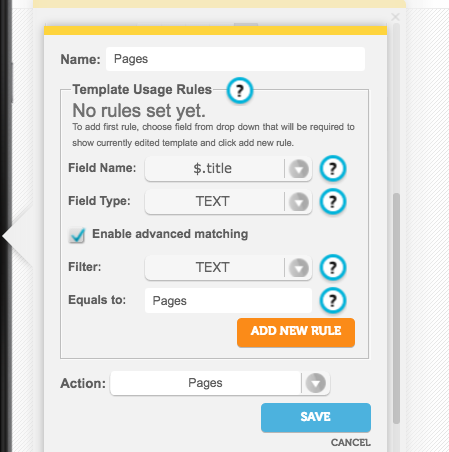 Name: Pages
Template Usage Rules ?
No rules set yet.
To add first rule, choose field from drop down that will be required to
show currently edited template and click add new rule.
Field Name: $.title ?
Field Type: TEXT ?
Enable advanced matching
Filter: TEXT ?
Equals to: Pages ?
ADD NEW RULE
Action: Pages
SAVE
CANCEL